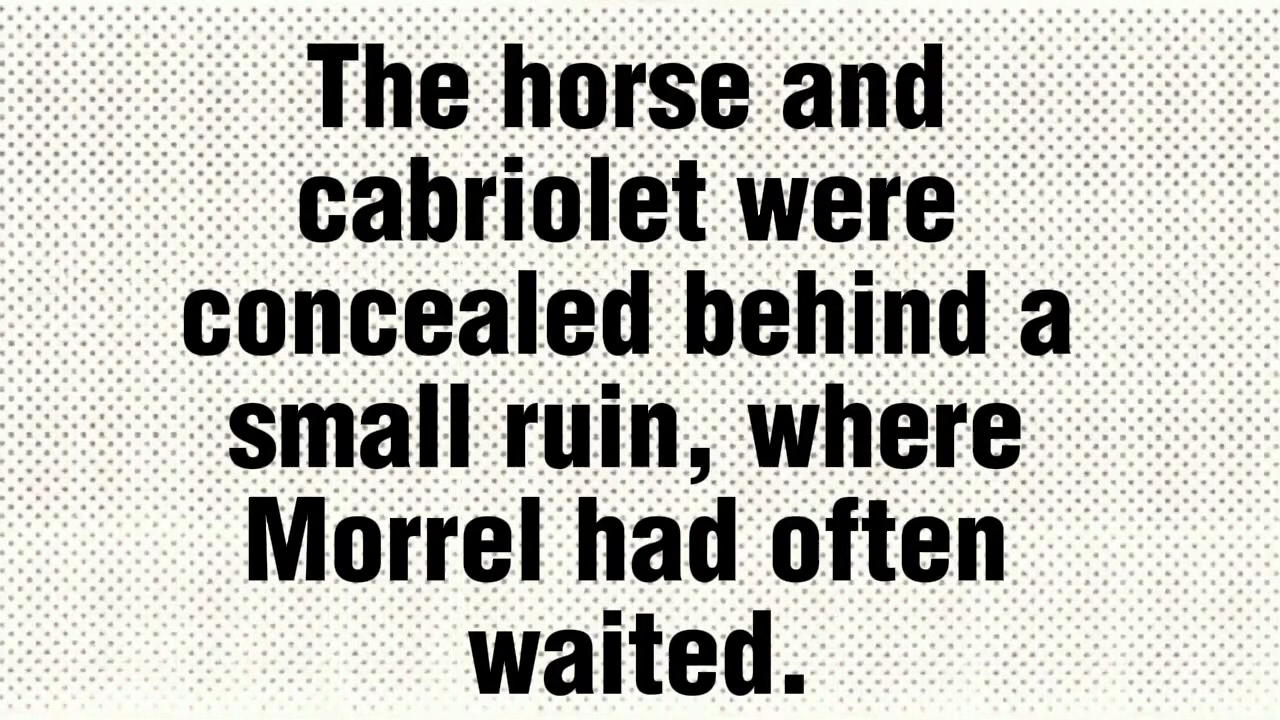 The horse and
cabriolet were
concealed behind a
small ruin, where
Morrel had often
waited.